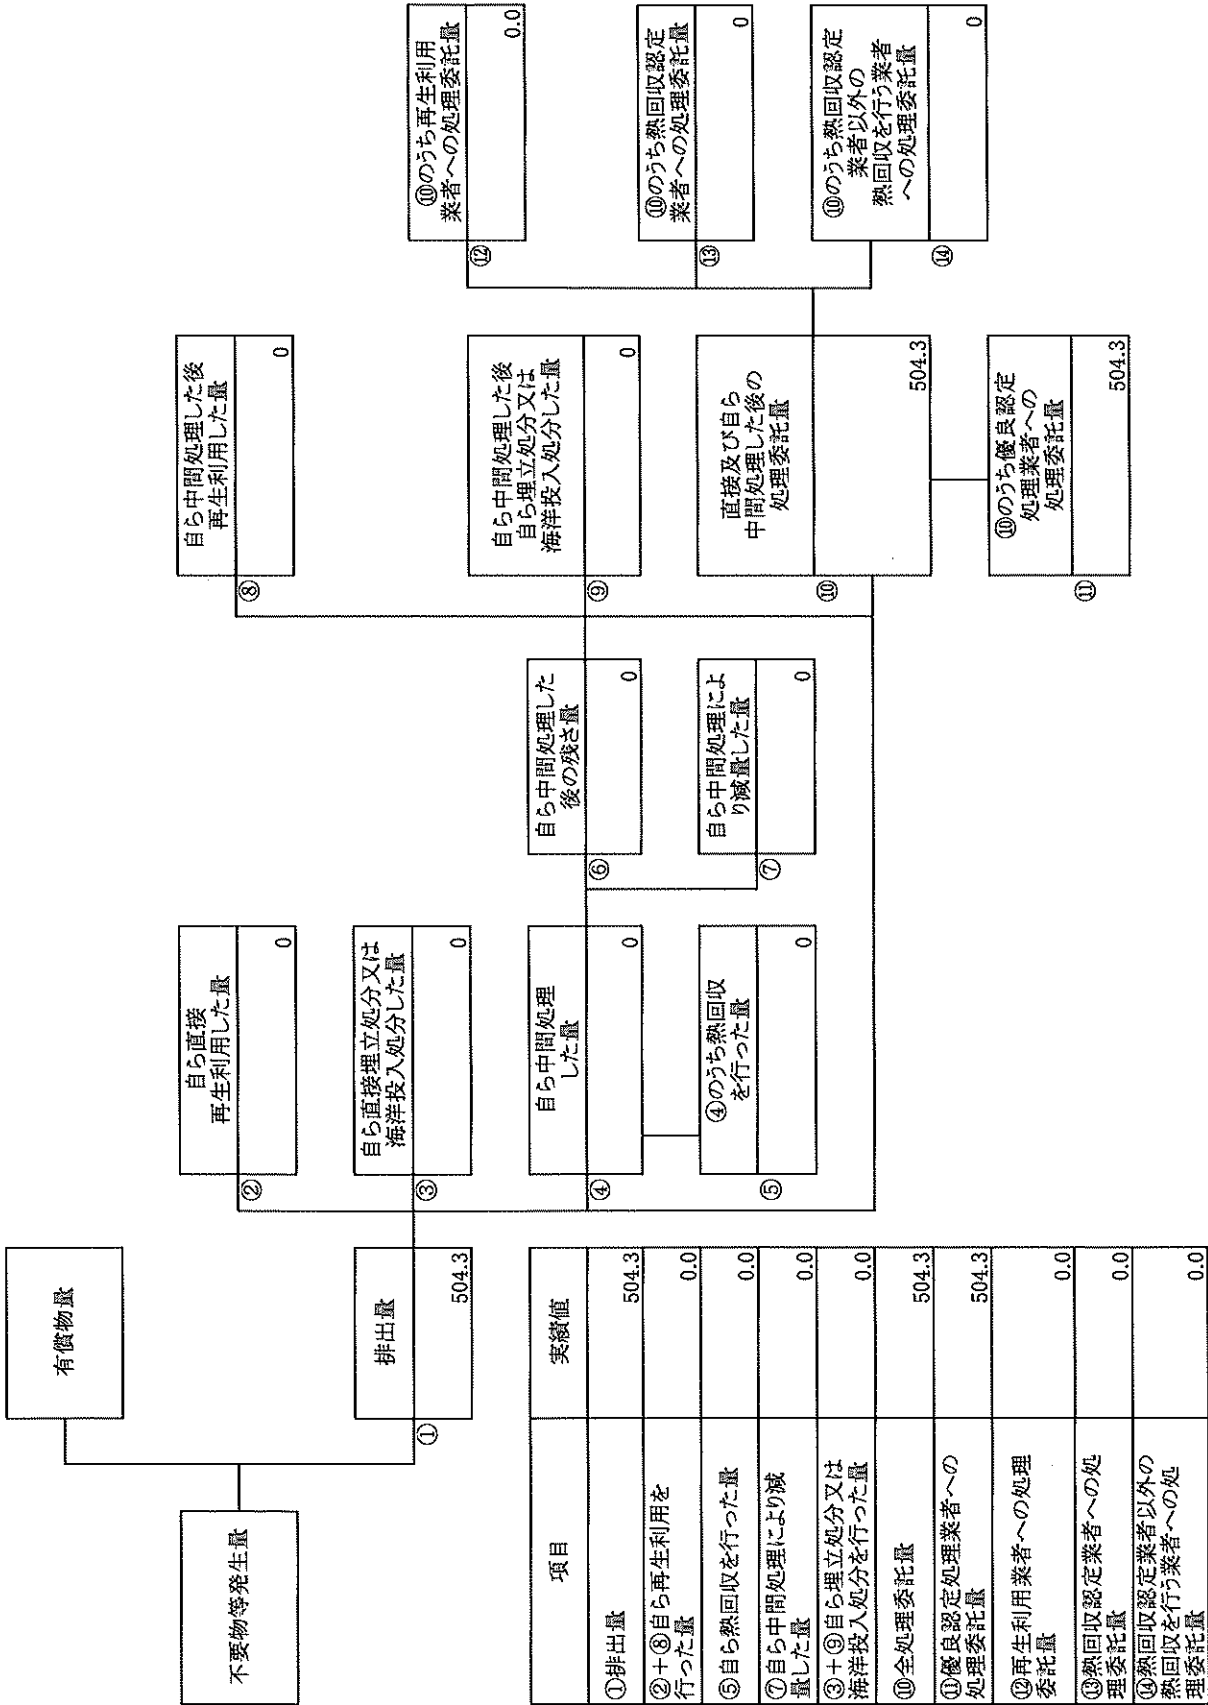 不要物等発生量
有償物量
排出量
①
504.3
自ら直接
再生利用した量
②
0
自ら直接埋立処分又は
海洋投入処分した量
③
0
自ら中間処理
した量
④
0
④のうち熱回収
を行った量
⑤
0
自ら中間処理した
後の残さ量
⑥
0
自ら中間処理によ
り減量した量
⑦
0
自ら中間処理した後
再生利用した量
⑧
0
自ら中間処理した後
自ら埋立処分又は
海洋投入処分した量
⑨
0
直接及び自ら
中間処理した後の
処理委託量
⑩
504.3
⑩のうち優良認定
処理業者への
処理委託量
⑪
504.3
⑩のうち再生利用
業者への処理委託量
⑫
0.0
⑩のうち熱回収認定
業者への処理委託量
⑬
0
⑩のうち熱回収認定
業者以外の
熱回収を行う業者
への処理委託量
⑭
0
項目 実績値
①排出量 504.3
②+⑧自ら再生利用を
行った量 0.0
⑤自ら熱回収を行った量 0.0
⑦自ら中間処理により減
量した量 0.0
③+⑨自ら埋立処分又は
海洋投入処分を行った量 0.0
⑩全処理委託量 504.3
⑪優良認定処理業者への
処理委託量 504.3
⑫再生利用業者への処理
委託量 0.0
⑬熱回収認定業者への処
理委託量 0.0
⑭熱回収認定業者以外の
熱回収を行う業者への処
理委託量 0.0